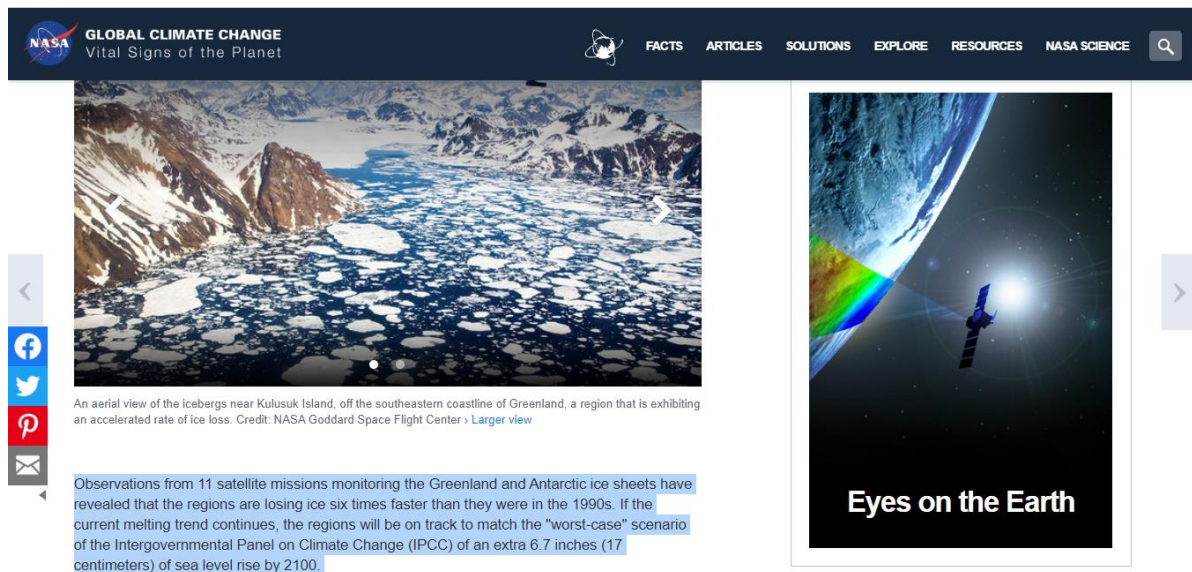 NASA
GLOBAL CLIMATE CHANGE
Vital Signs of the Planet
FACTS ARTICLES SOLUTIONS EXPLORE RESOURCES NASA SCIENCE
An aerial view of the icebergs near Kulusuk Island, off the southeastern coastline of Greenland, a region that is exhibiting
an accelerated rate of ice loss. Credit: NASA Goddard Space Flight Center › Larger view
Observations from 11 satellite missions monitoring the Greenland and Antarctic ice sheets have
revealed that the regions are losing ice six times faster than they were in the 1990s. If the
current melting trend continues, the regions will be on track to match the "worst-case" scenario
of the Intergovernmental Panel on Climate Change (IPCC) of an extra 6.7 inches (17
centimeters) of sea level rise by 2100.
Eyes on the Earth